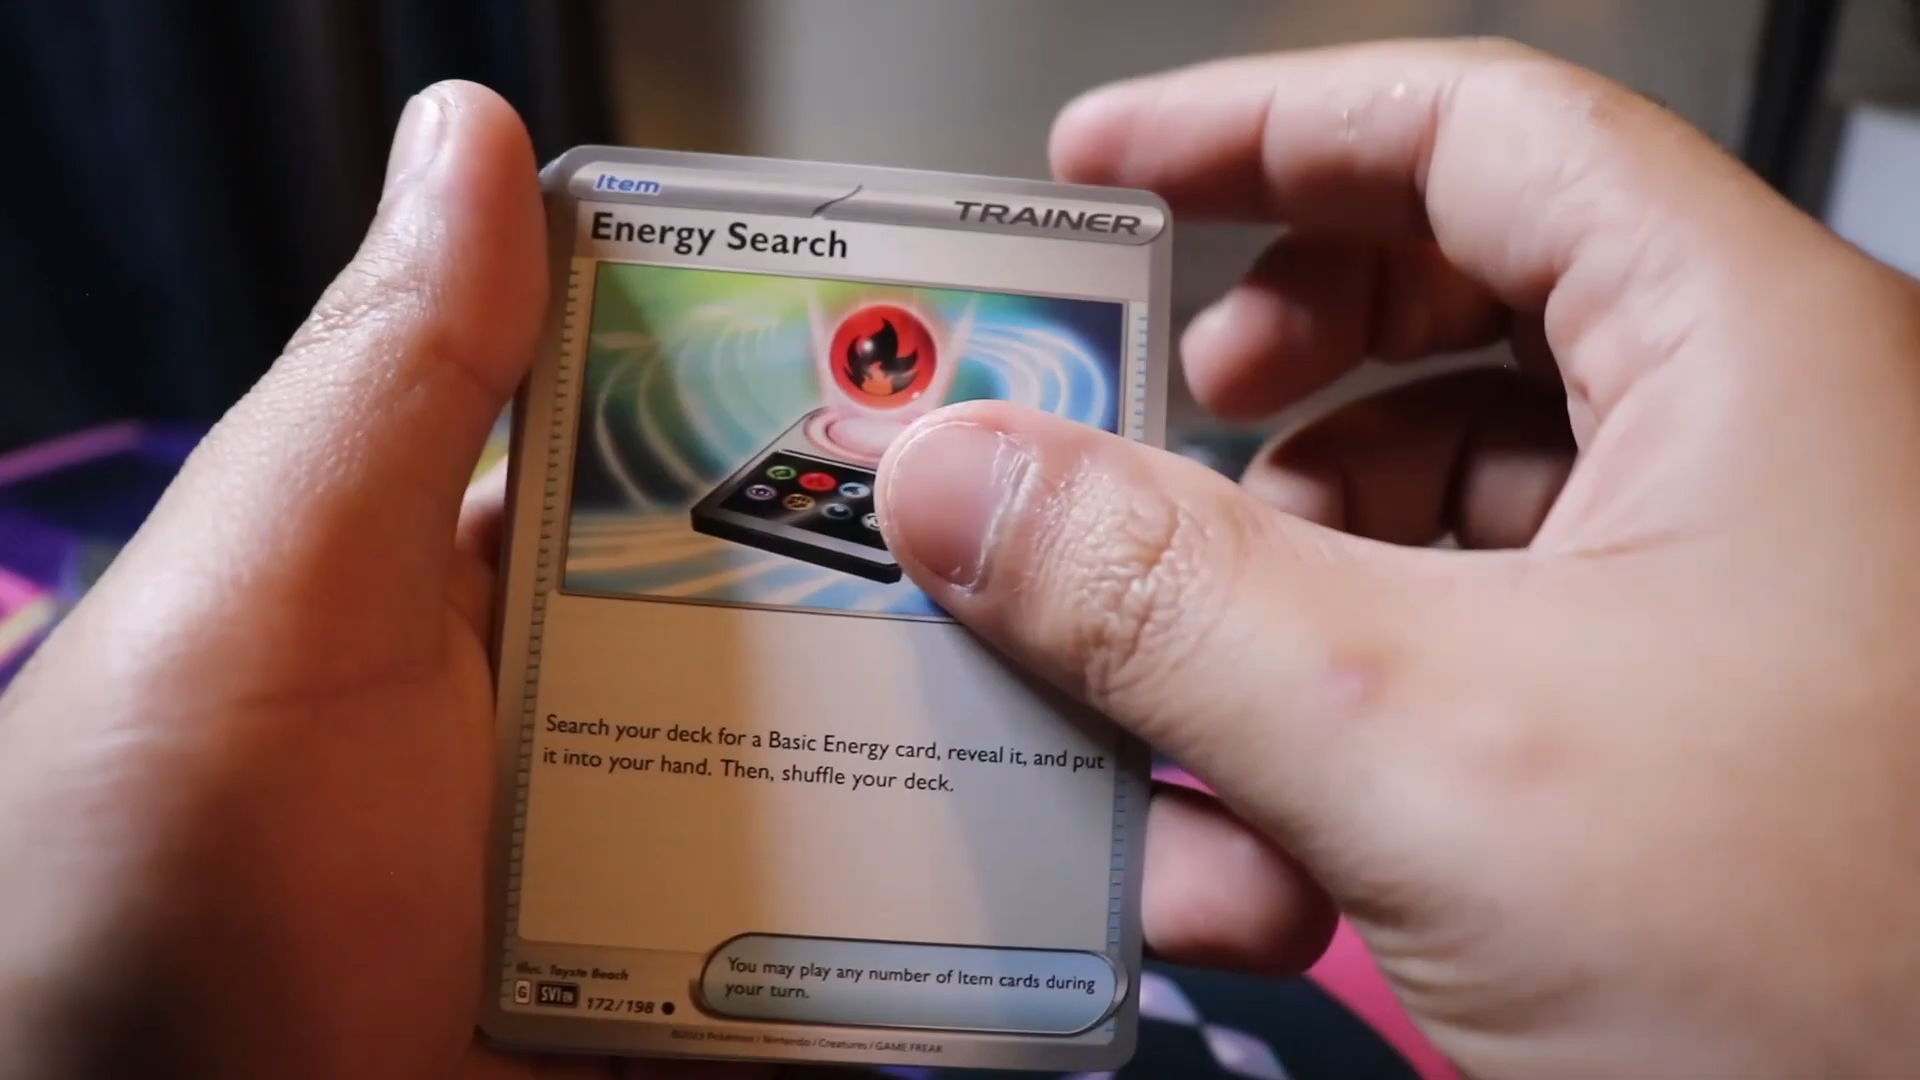 Item
TRAINER
Energy Search
Search your deck for a Basic Energy card, reveal it, and put
it into your hand. Then, shuffle your deck.
You may play any number of Item cards during
your turn.
Illus. Toyste Beach
G SVI EN 172/198
©2023 Pokémon / Nintendo / Creatures / GAME FREAK